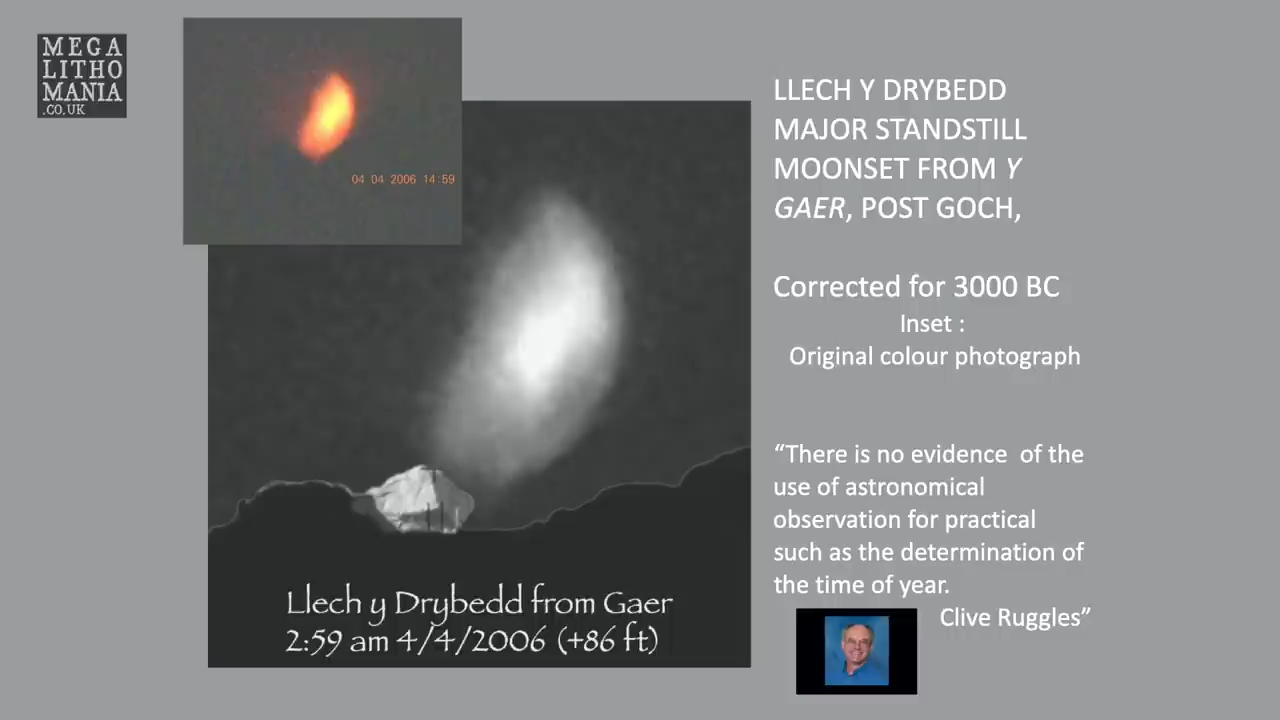 MEGA
LITHO
MANIA
.CO.UK
04 04 2006 14:59
LLECH Y DRYBEDD
MAJOR STANDSTILL
MOONSET FROM Y
GAER, POST GOCH,
Corrected for 3000 BC
Inset :
Original colour photograph
“There is no evidence of the
use of astronomical
observation for practical
such as the determination of
the time of year.
Clive Ruggles”
Llech y Drybedd from Gaer
2:59 am 4/4/2006 (+86 ft)